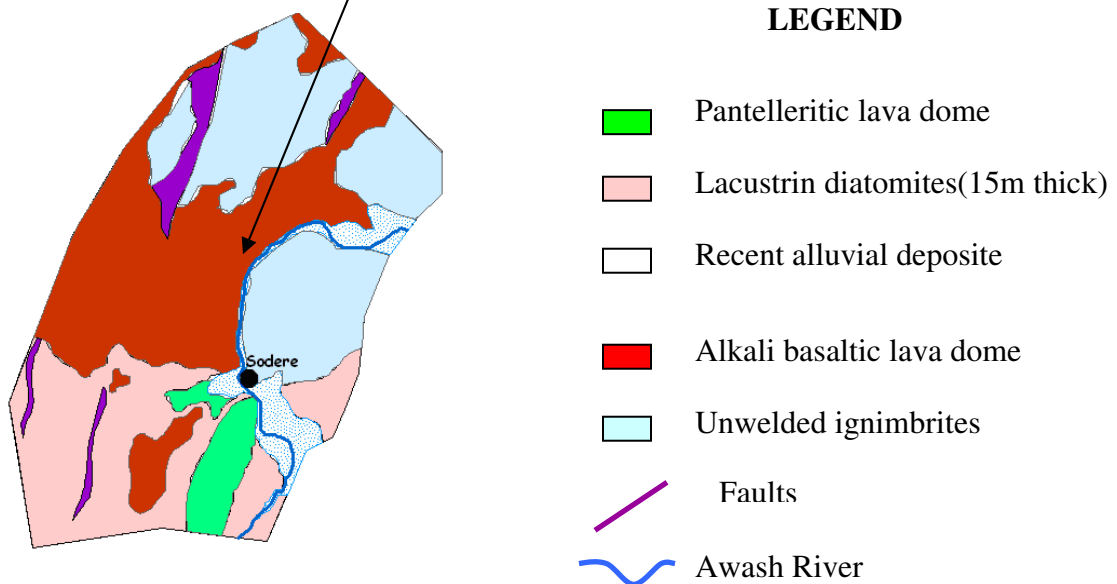 LEGEND
Pantelleritic lava dome
Lacustrin diatomites(15m thick)
Recent alluvial deposite
Alkali basaltic lava dome
Sodere
Unwelded ignimbrites
Faults
Awash River